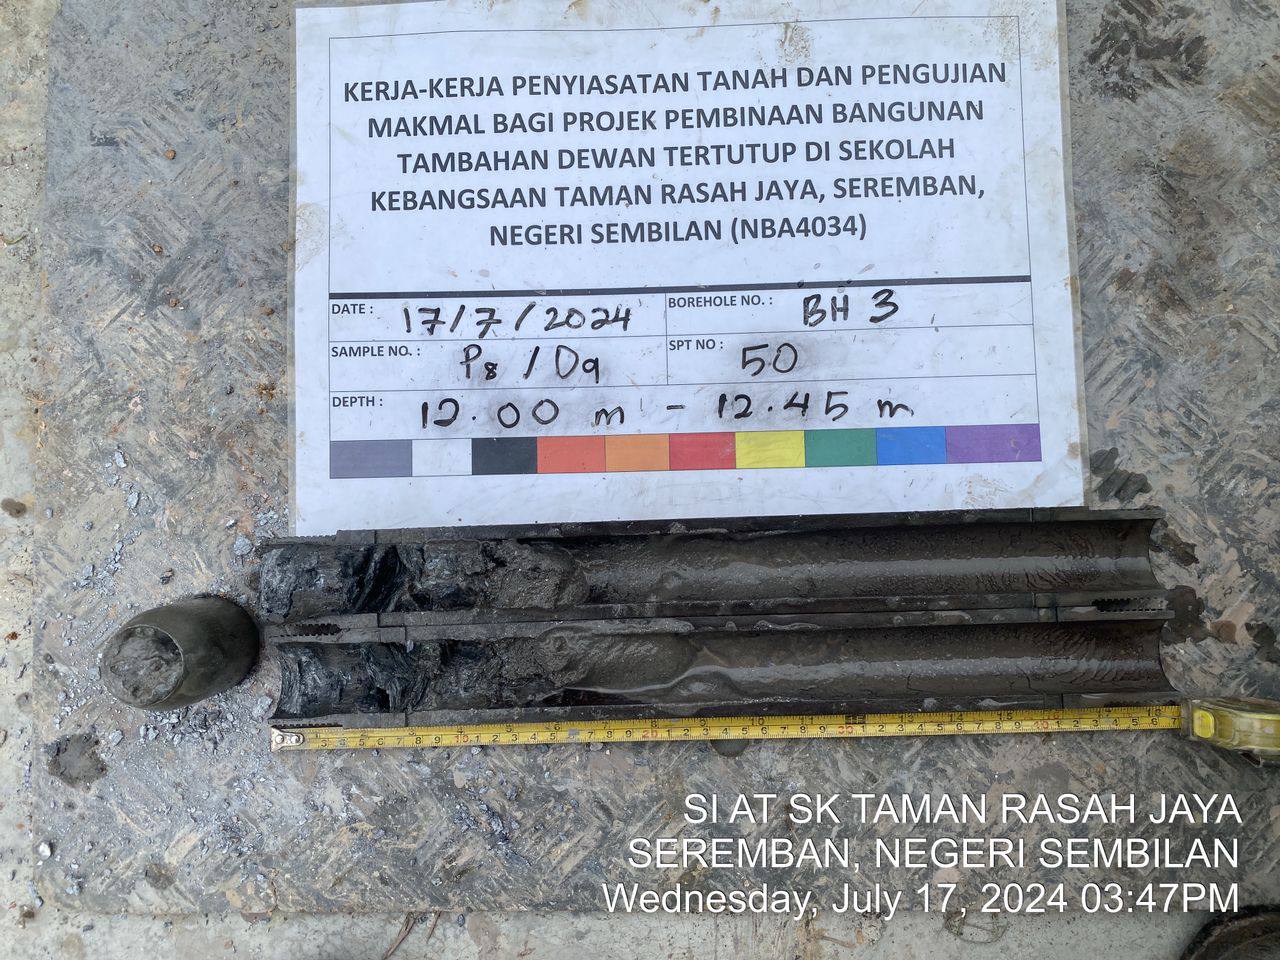 KERJA-KERJA PENYIASATAN TANAH DAN PENGUJIAN
MAKMAL BAGI PROJEK PEMBINAAN BANGUNAN
TAMBAHAN DEWAN TERTUTUP DI SEKOLAH
KEBANGSAAN TAMAN RASAH JAYA, SEREMBAN,
NEGERI SEMBILAN (NBA4034)
DATE : 17/7/2024 BOREHOLE NO. : BH 3
SAMPLE NO. : P8 / D9 SPT NO : 50
DEPTH : 12.00 m - 12.45 m
SI AT SK TAMAN RASAH JAYA
SEREMBAN, NEGERI SEMBILAN
Wednesday, July 17, 2024 03:47PM